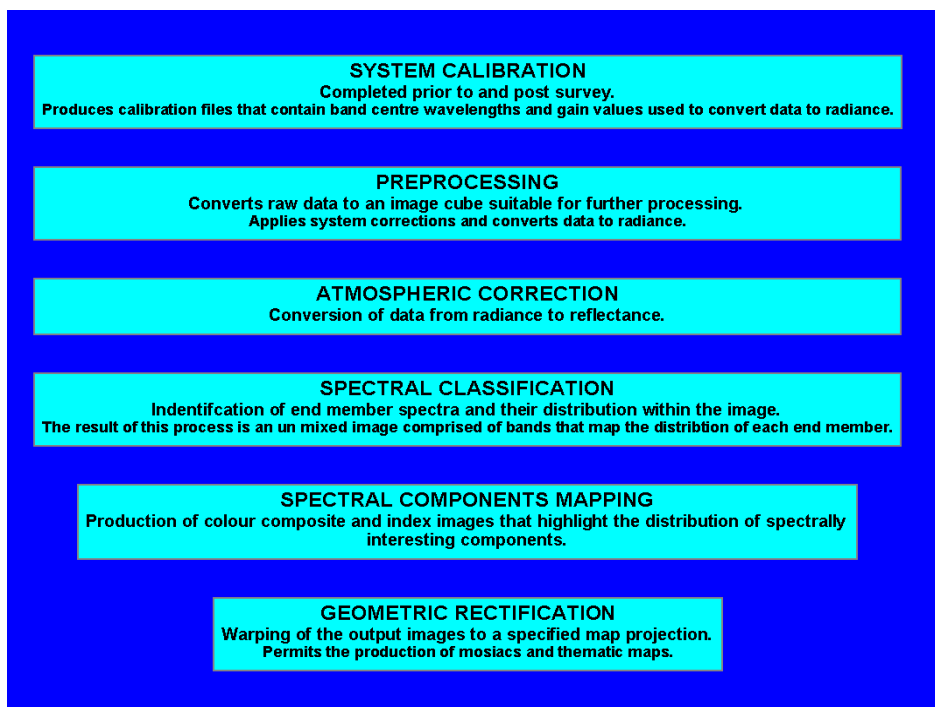 SYSTEM CALIBRATION
Completed prior to and post survey.
Produces calibration files that contain band centre wavelengths and gain values used to convert data to radiance.
PREPROCESSING
Converts raw data to an image cube suitable for further processing.
Applies system corrections and converts data to radiance.
ATMOSPHERIC CORRECTION
Conversion of data from radiance to reflectance.
SPECTRAL CLASSIFICATION
Indentifcation of end member spectra and their distribution within the image.
The result of this process is an un mixed image comprised of bands that map the distribtion of each end member.
SPECTRAL COMPONENTS MAPPING
Production of colour composite and index images that highlight the distribution of spectrally
interesting components.
GEOMETRIC RECTIFICATION
Warping of the output images to a specified map projection.
Permits the production of mosiacs and thematic maps.